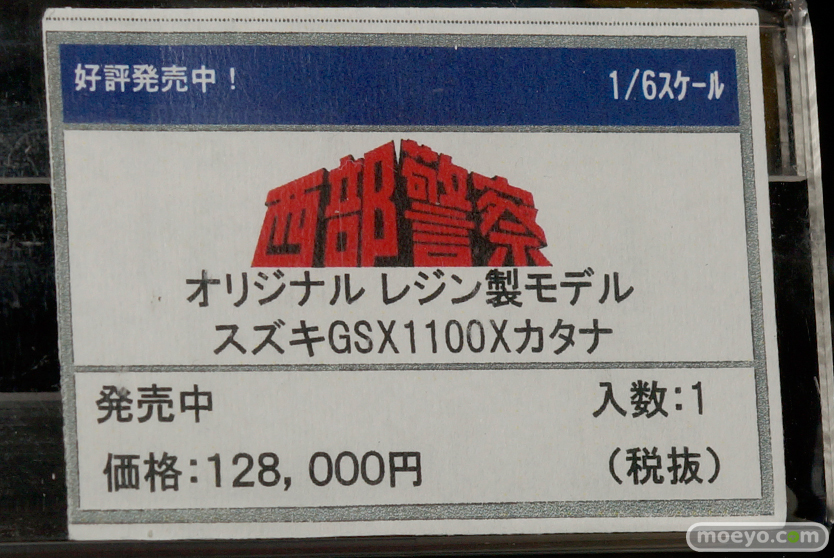 好評発売中！ 1/6スケール
西部警察
オリジナル レジン製モデル
スズキGSX1100Xカタナ
発売中 入数:1
価格:128,000円 (税抜)
moeyo.com